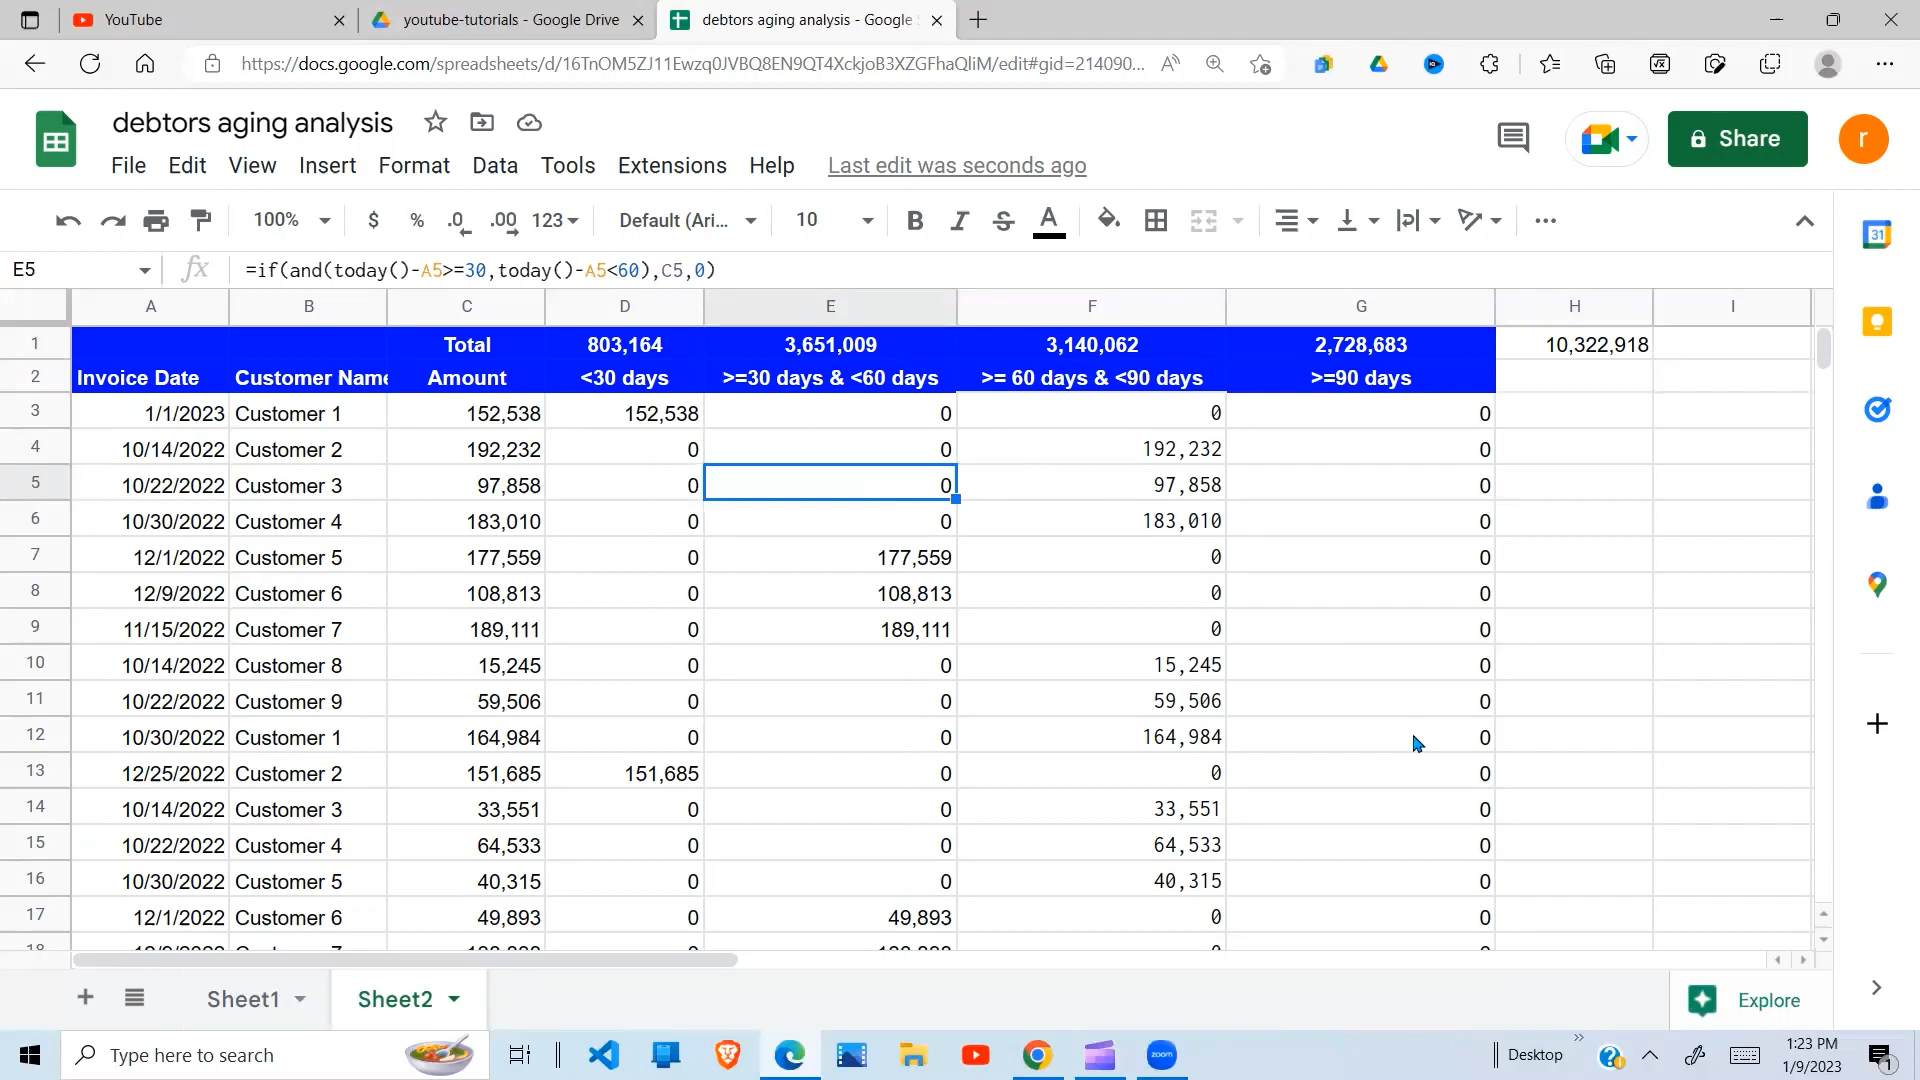 YouTube
youtube-tutorials - Google Drive
debtors aging analysis - Google
https://docs.google.com/spreadsheets/d/16TnOM5ZJ11Ewzq0JVBQ8EN9QT4XckjoB3XZGFhaQliM/edit#gid=214090...
debtors aging analysis
Share
r
File Edit View Insert Format Data Tools Extensions Help Last edit was seconds ago
100% $ % .0 .00 123 Default (Ari... 10 B I S A
E5 fx =if(and(today()-A5>=30,today()-A5<60),C5,0)
A B C D E F G H I
1 Total 803,164 3,651,009 3,140,062 2,728,683 10,322,918
2 Invoice Date Customer Name Amount <30 days >=30 days & <60 days >= 60 days & <90 days >=90 days
3 1/1/2023 Customer 1 152,538 152,538 0 0 0
4 10/14/2022 Customer 2 192,232 0 0 192,232 0
5 10/22/2022 Customer 3 97,858 0 0 97,858 0
6 10/30/2022 Customer 4 183,010 0 0 183,010 0
7 12/1/2022 Customer 5 177,559 0 177,559 0 0
8 12/9/2022 Customer 6 108,813 0 108,813 0 0
9 11/15/2022 Customer 7 189,111 0 189,111 0 0
10 10/14/2022 Customer 8 15,245 0 0 15,245 0
11 10/22/2022 Customer 9 59,506 0 0 59,506 0
12 10/30/2022 Customer 1 164,984 0 0 164,984 0
13 12/25/2022 Customer 2 151,685 151,685 0 0 0
14 10/14/2022 Customer 3 33,551 0 0 33,551 0
15 10/22/2022 Customer 4 64,533 0 0 64,533 0
16 10/30/2022 Customer 5 40,315 0 0 40,315 0
17 12/1/2022 Customer 6 49,893 0 49,893 0 0
18
Sheet1 Sheet2 Explore
31
Type here to search
zoom
Desktop
1:23 PM
1/9/2023
1